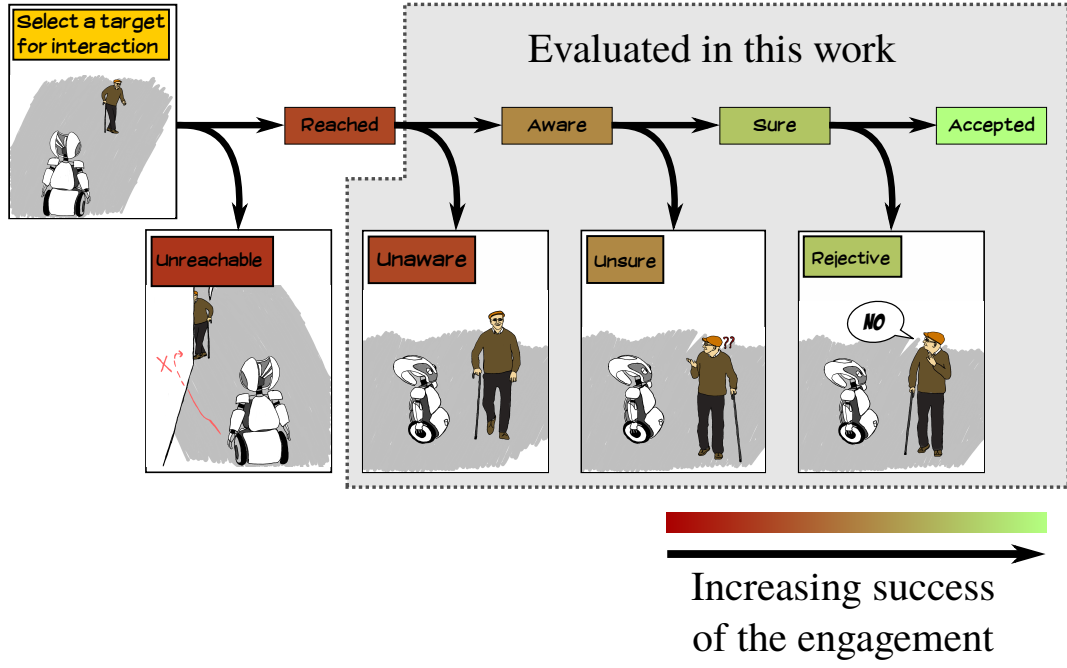 Select a target
for interaction
Evaluated in this work
Reached
Aware
Sure
Accepted
Unreachable
Unaware
Unsure
Rejective
X
??
NO
Increasing success
of the engagement